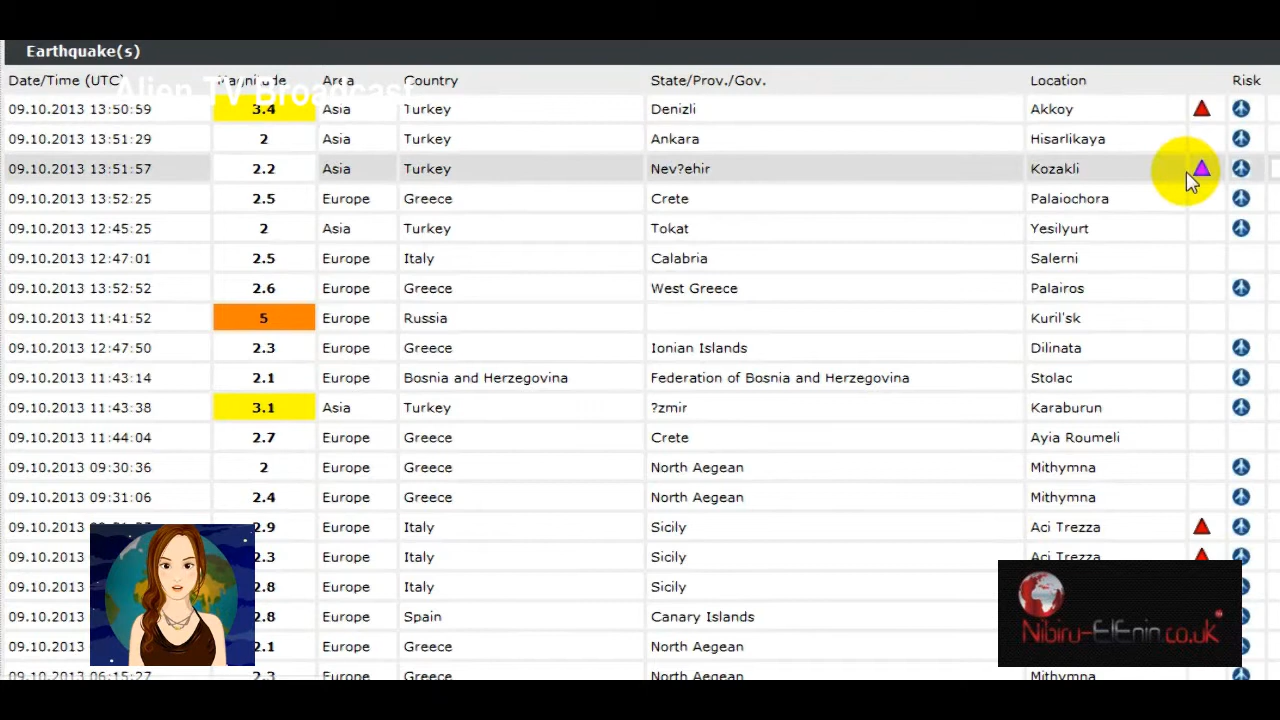 Earthquake(s)
Date/Time (UTC) Magnitude Area Country State/Prov./Gov. Location Risk
Alien TV Broadcast
09.10.2013 13:50:59 3.4 Asia Turkey Denizli Akkoy
09.10.2013 13:51:29 2 Asia Turkey Ankara Hisarlikaya
09.10.2013 13:51:57 2.2 Asia Turkey Nev?ehir Kozakli
09.10.2013 13:52:25 2.5 Europe Greece Crete Palaiochora
09.10.2013 12:45:25 2 Asia Turkey Tokat Yesilyurt
09.10.2013 12:47:01 2.5 Europe Italy Calabria Salerni
09.10.2013 13:52:52 2.6 Europe Greece West Greece Palairos
09.10.2013 11:41:52 5 Europe Russia Kuril'sk
09.10.2013 12:47:50 2.3 Europe Greece Ionian Islands Dilinata
09.10.2013 11:43:14 2.1 Europe Bosnia and Herzegovina Federation of Bosnia and Herzegovina Stolac
09.10.2013 11:43:38 3.1 Asia Turkey ?zmir Karaburun
09.10.2013 11:44:04 2.7 Europe Greece Crete Ayia Roumeli
09.10.2013 09:30:36 2 Europe Greece North Aegean Mithymna
09.10.2013 09:31:06 2.4 Europe Greece North Aegean Mithymna
09.10.2013 2.9 Europe Italy Sicily Aci Trezza
09.10.2013 2.3 Europe Italy Sicily Aci Trezza
2.8 Europe Italy Sicily
2.8 Europe Spain Canary Islands
2.1 Europe Greece North Aegean
09.10.2013 06:15:27 2.3 Europe Greece North Aegean Mithymna
Nibiru-ElEnin.co.uk